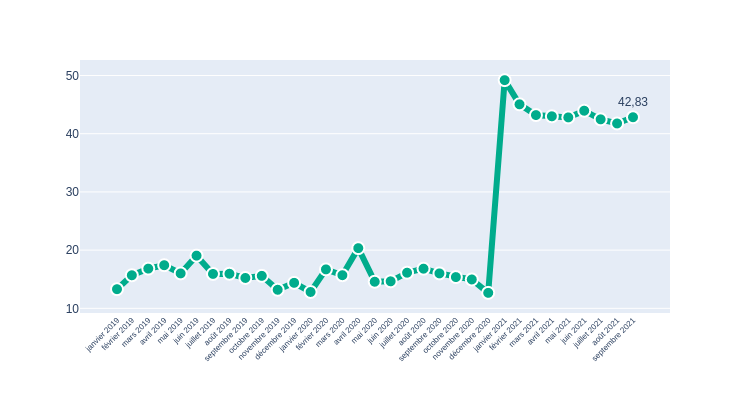 50
40
30
20
10
42,83
janvier 2019
février 2019
mars 2019
avril 2019
mai 2019
juin 2019
juillet 2019
août 2019
septembre 2019
octobre 2019
novembre 2019
décembre 2019
janvier 2020
février 2020
mars 2020
avril 2020
mai 2020
juin 2020
juillet 2020
août 2020
septembre 2020
octobre 2020
novembre 2020
décembre 2020
janvier 2021
février 2021
mars 2021
avril 2021
mai 2021
juin 2021
juillet 2021
août 2021
septembre 2021